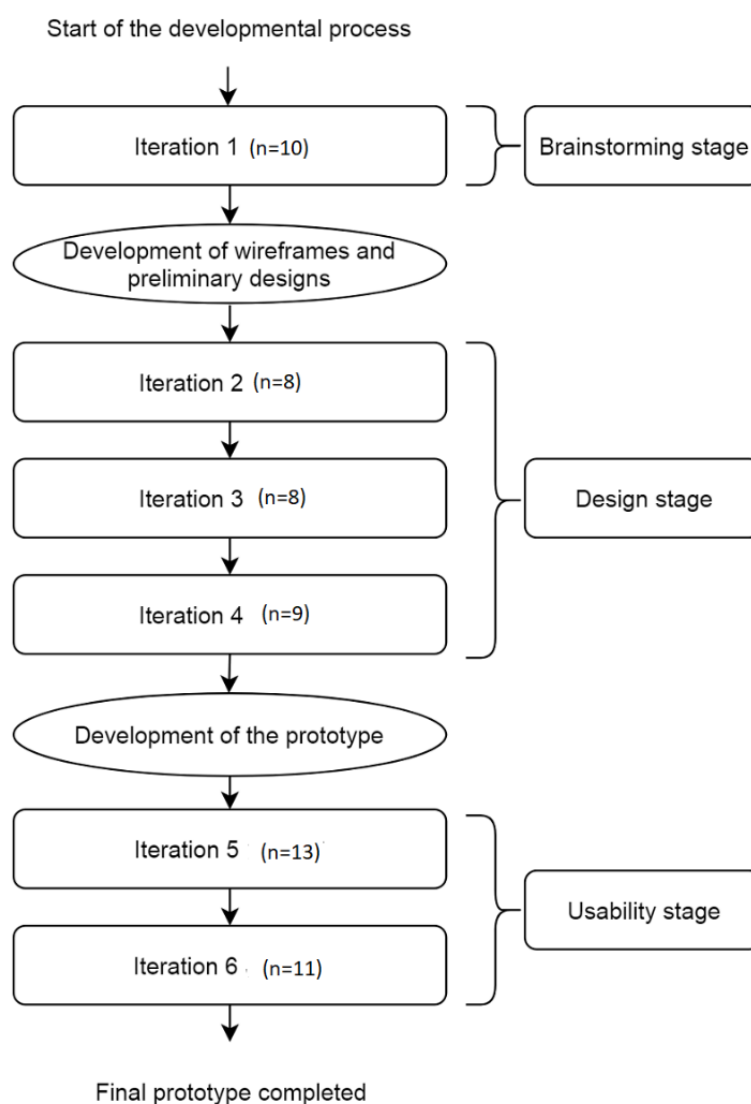 Start of the developmental process
Iteration 1 (n=10)
Brainstorming stage
Development of wireframes and
preliminary designs
Iteration 2 (n=8)
Iteration 3 (n=8)
Design stage
Iteration 4 (n=9)
Development of the prototype
Iteration 5 (n=13)
Usability stage
Iteration 6 (n=11)
Final prototype completed